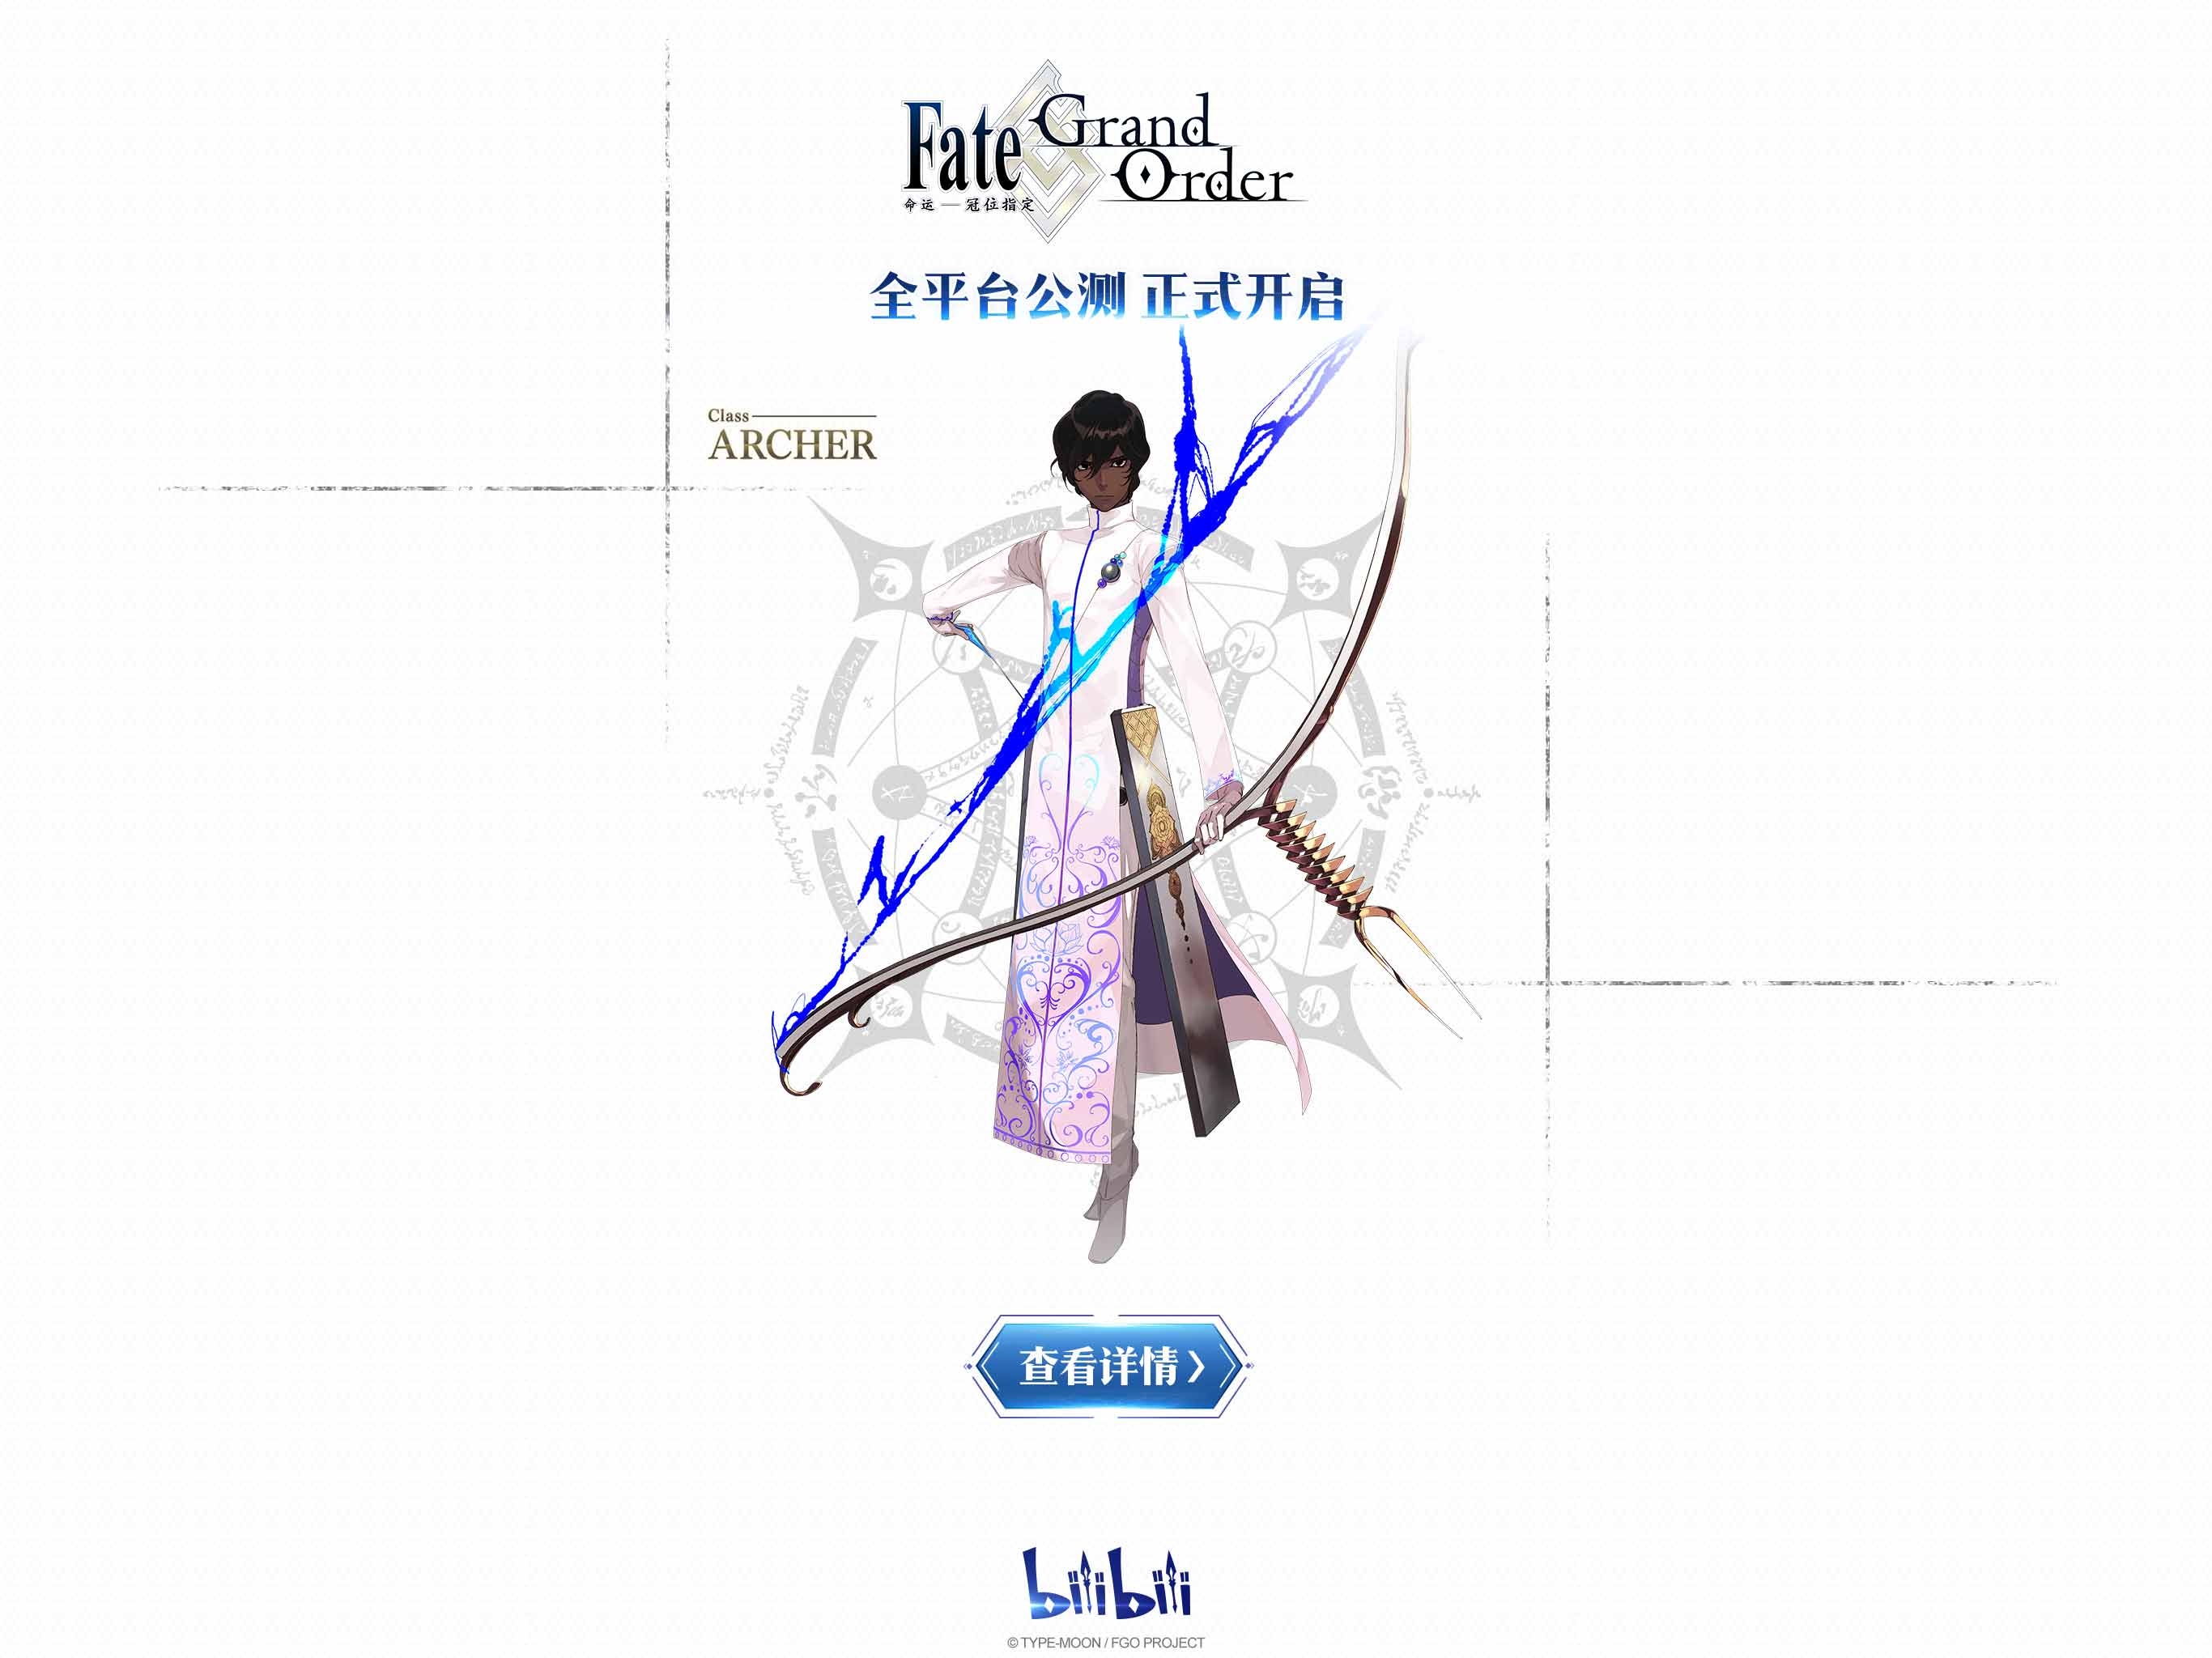 Fate Grand Order
命运—冠位指定
全平台公测 正式开启
Class
ARCHER
查看详情
bilibili
© TYPE-MOON / FGO PROJECT